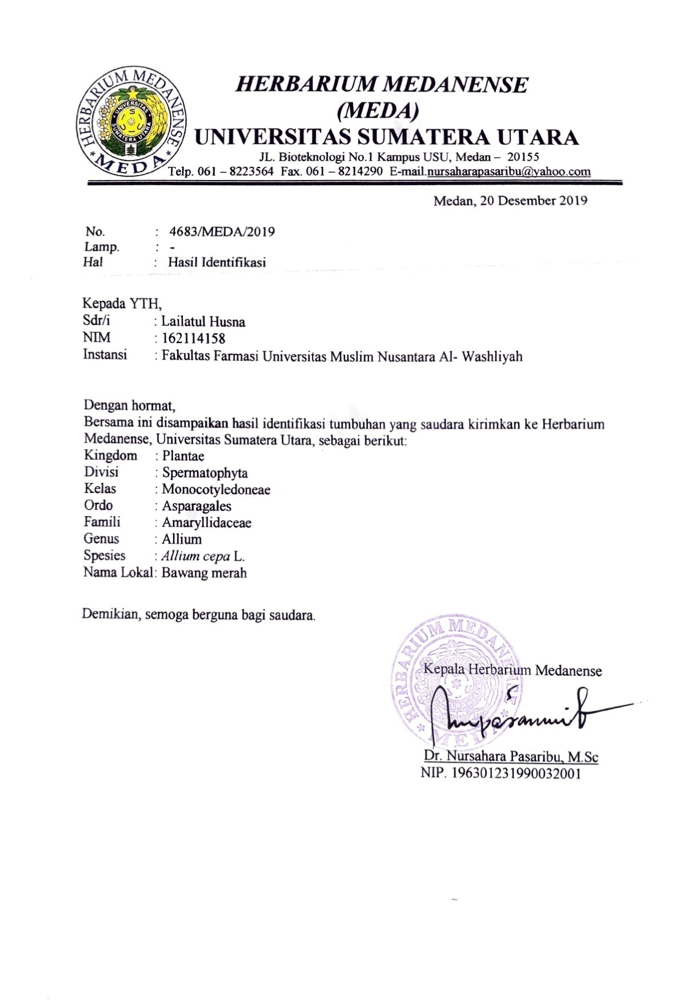 HERBARIUM MEDANENSE
(MEDA)
UNIVERSITAS SUMATERA UTARA
JL. Bioteknologi No.1 Kampus USU, Medan – 20155
Telp. 061 – 8223564 Fax. 061 – 8214290 E-mail.nursaharapasaribu@yahoo.com
HERBARIUM MEDANENSE
* MEDA *
UNIVERSITAS
SUMATERA UTARA
Medan, 20 Desember 2019
No. : 4683/MEDA/2019
Lamp. : -
Hal : Hasil Identifikasi
Kepada YTH,
Sdr/i : Lailatul Husna
NIM : 162114158
Instansi : Fakultas Farmasi Universitas Muslim Nusantara Al- Washliyah
Dengan hormat,
Bersama ini disampaikan hasil identifikasi tumbuhan yang saudara kirimkan ke Herbarium
Medanense, Universitas Sumatera Utara, sebagai berikut:
Kingdom : Plantae
Divisi : Spermatophyta
Kelas : Monocotyledoneae
Ordo : Asparagales
Famili : Amaryllidaceae
Genus : Allium
Spesies : Allium cepa L.
Nama Lokal: Bawang merah
Demikian, semoga berguna bagi saudara.
HERBARIUM MEDANENSE
* MEDA *
Kepala Herbarium Medanense
Dr. Nursahara Pasaribu, M.Sc
NIP. 196301231990032001